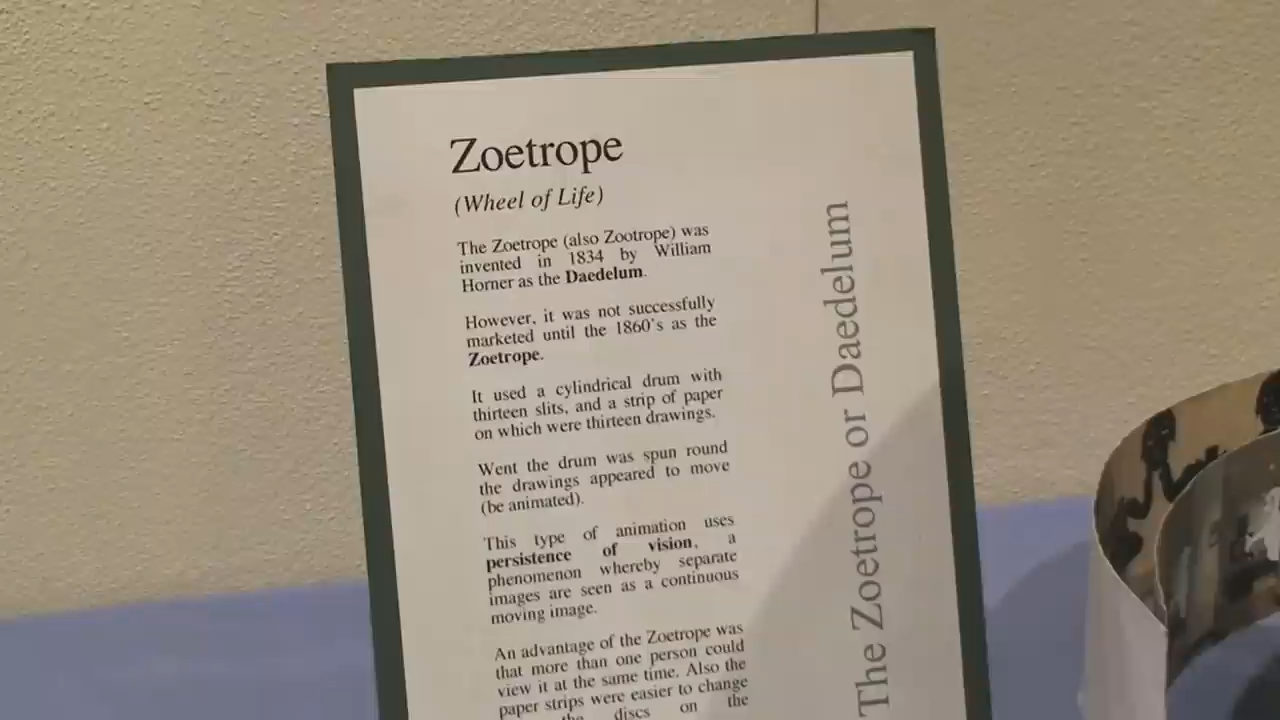 Zoetrope
(Wheel of Life)
The Zoetrope (also Zootrope) was
invented in 1834 by William
Horner as the Daedelum.
However, it was not successfully
marketed until the 1860's as the
Zoetrope.
It used a cylindrical drum with
thirteen slits, and a strip of paper
on which were thirteen drawings.
Went the drum was spun round
the drawings appeared to move
(be animated).
This type of animation uses
persistence of vision, a
phenomenon whereby separate
images are seen as a continuous
moving image.
An advantage of the Zoetrope was
that more than one person could
view it at the same time. Also the
paper strips were easier to change
the discs on the
The Zoetrope or Daedelum